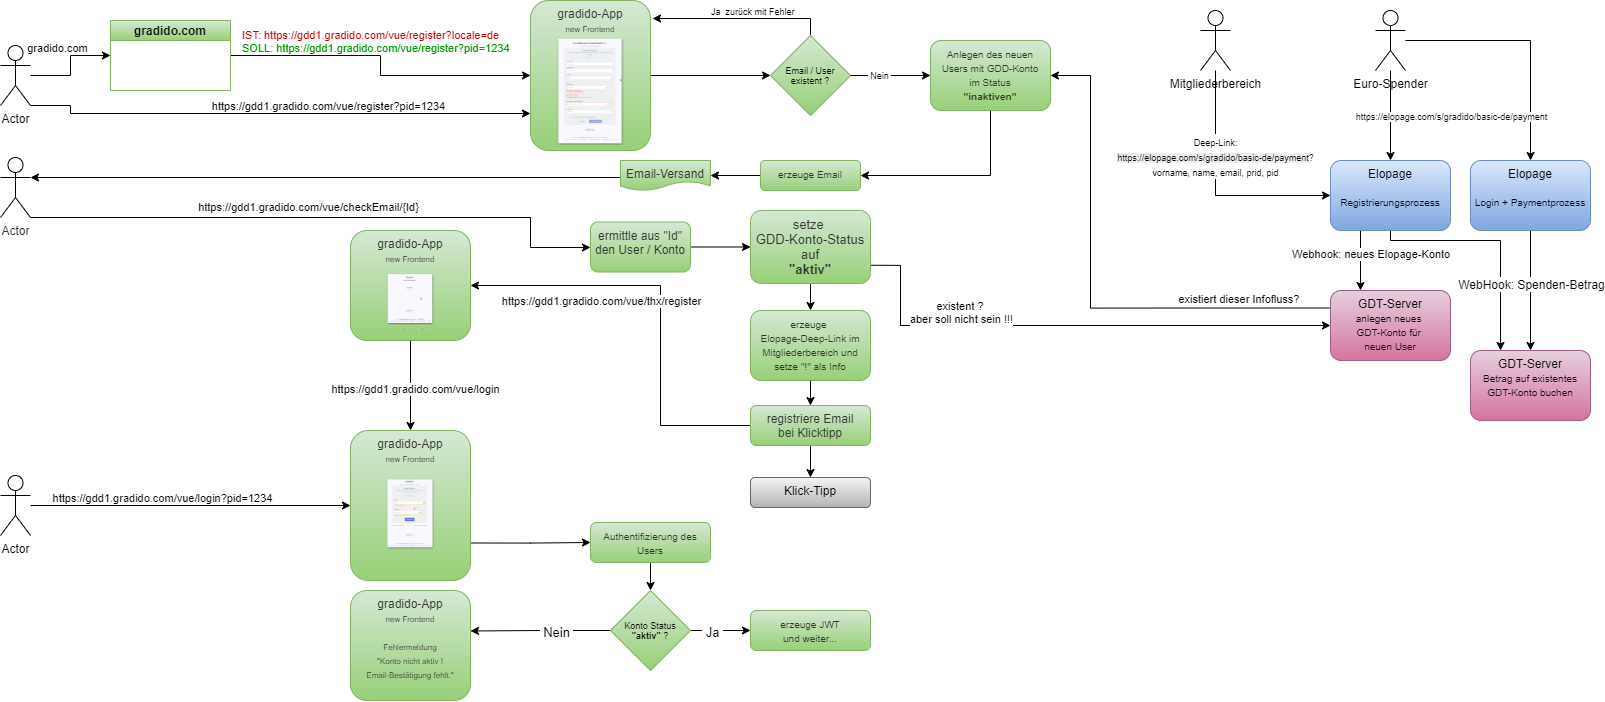 gradido.com
gradido.com
IST: https://gdd1.gradido.com/vue/register?locale=de
SOLL: https://gdd1.gradido.com/vue/register?pid=1234
https://gdd1.gradido.com/vue/register?pid=1234
Actor
gradido-App
new Frontend
Ja zurück mit Fehler
Email / User
existent ?
Nein
Anlegen des neuen
Users mit GDD-Konto
im Status
"inaktiven"
Mitgliederbereich
Euro-Spender
https://elopage.com/s/gradido/basic-de/payment
Deep-Link:
https://elopage.com/s/gradido/basic-de/payment?
vorname, name, email, prid, pid
Elopage
Registrierungsprozess
Elopage
Login + Paymentprozess
Email-Versand
erzeuge Email
Actor
https://gdd1.gradido.com/vue/checkEmail/{Id}
ermittle aus "Id"
den User / Konto
setze
GDD-Konto-Status
auf
"aktiv"
gradido-App
new Frontend
https://gdd1.gradido.com/vue/thx/register
existent ?
aber soll nicht sein !!!
existiert dieser Infofluss?
Webhook: neues Elopage-Konto
WebHook: Spenden-Betrag
GDT-Server
anlegen neues
GDT-Konto für
neuen User
GDT-Server
Betrag auf existentes
GDT-Konto buchen
erzeuge
Elopage-Deep-Link im
Mitgliederbereich und
setze "!" als Info
https://gdd1.gradido.com/vue/login
registriere Email
bei Klicktipp
Klick-Tipp
gradido-App
new Frontend
https://gdd1.gradido.com/vue/login?pid=1234
Actor
Authentifizierung des
Users
Konto Status
"aktiv" ?
Nein
Ja
erzeuge JWT
und weiter...
gradido-App
new Frontend
Fehlermeldung
"Konto nicht aktiv !
Email-Bestätigung fehlt."